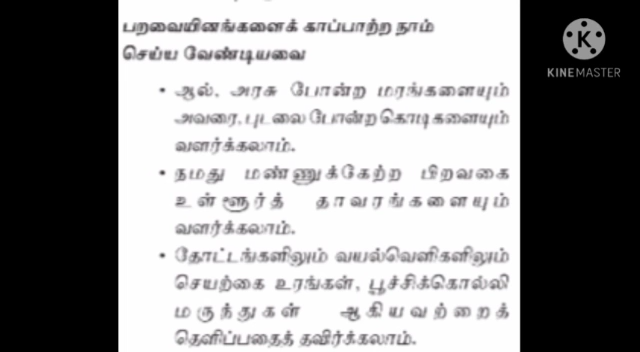 பறவையினங்களைக் காப்பாற்ற நாம்
செய்ய வேண்டியவை
• ஆல், அரசு போன்ற மரங்களையும்
அவரை, புடலை போன்ற கொடிகளையும்
வளர்க்கலாம்.
• நமது மண்ணுக்கேற்ற பிறவகை
உள்ளூர்த் தாவரங்களையும்
வளர்க்கலாம்.
• தோட்டங்களிலும் வயல்வெளிகளிலும்
செயற்கை உரங்கள், பூச்சிக்கொல்லி
மருந்துகள் ஆகியவற்றைத்
தெளிப்பதைத் தவிர்க்கலாம்.
KINEMASTER